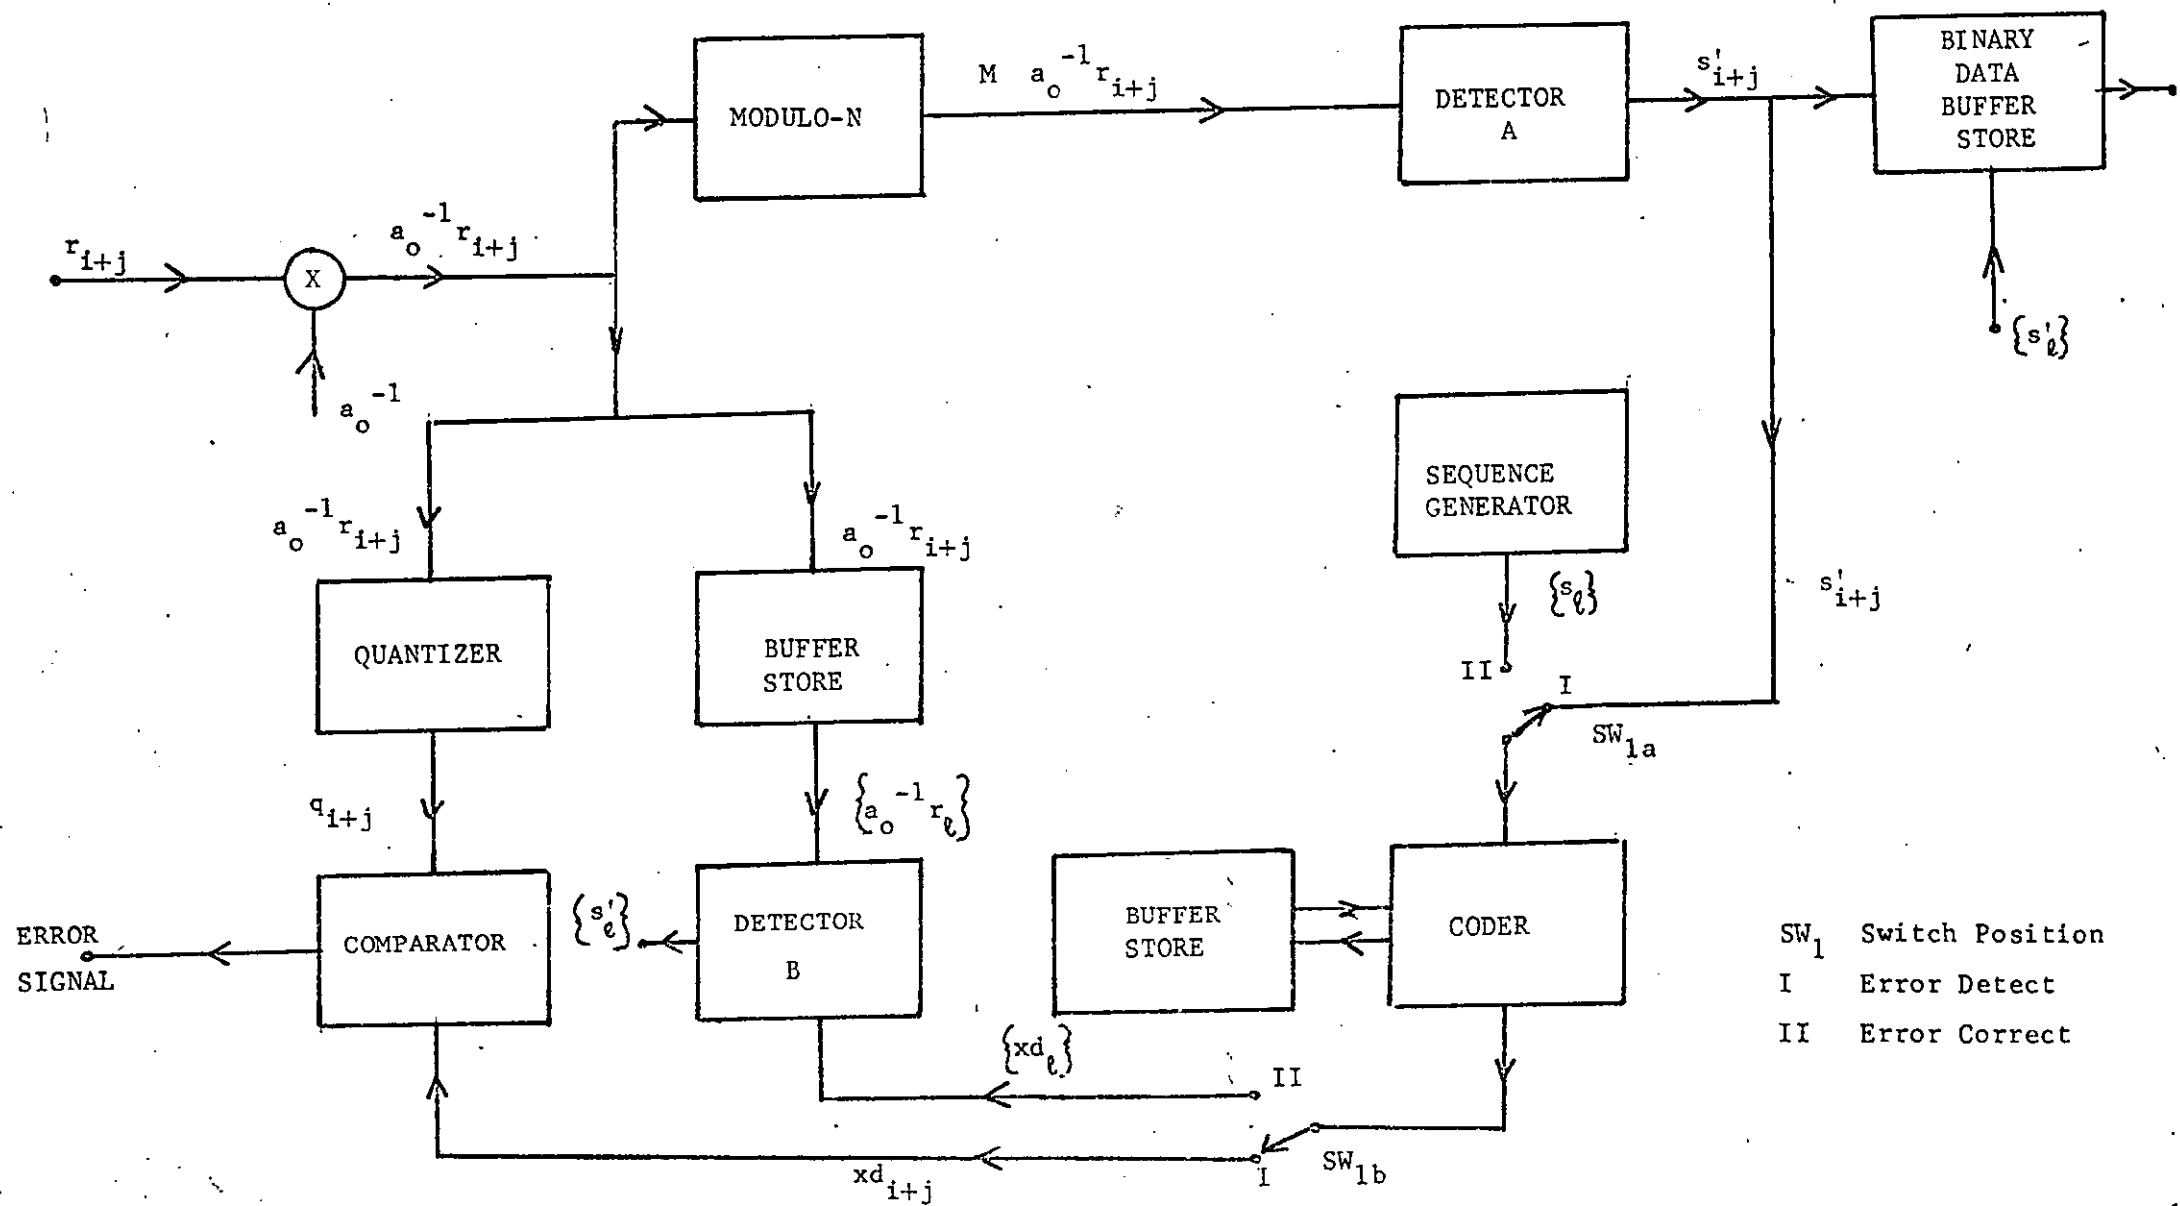 BINARY
DATA
BUFFER
STORE
MODULO-N
M a_o^-1 r_i+j
DETECTOR
A
s'_i+j
r_i+j
X
a_o^-1 r_i+j
a_o^-1
{s'_ℓ}
SEQUENCE
GENERATOR
{s_ℓ}
a_o^-1 r_i+j
a_o^-1 r_i+j
s'_i+j
QUANTIZER
BUFFER
STORE
II
I
SW_1a
q_i+j
{a_o^-1 r_ℓ}
ERROR
SIGNAL
COMPARATOR
{s'_ℓ}
DETECTOR
B
BUFFER
STORE
CODER
SW_1 Switch Position
I Error Detect
II Error Correct
{xd_ℓ}
II
xd_i+j
I
SW_1b